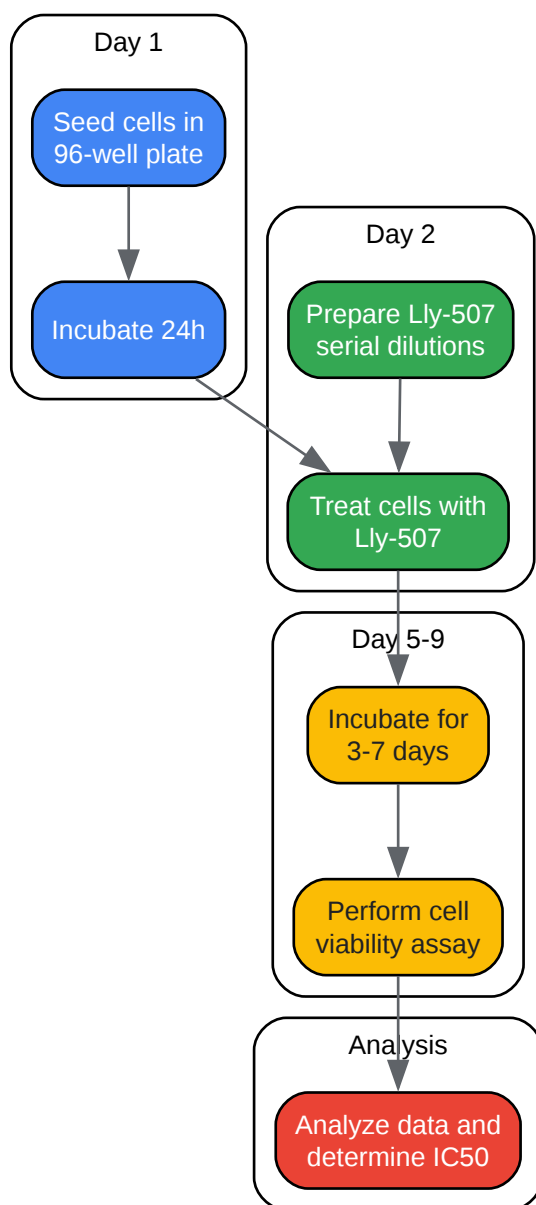 Day 1
Seed cells in
96-well plate
Incubate 24h
Day 2
Prepare Lly-507
serial dilutions
Treat cells with
Lly-507
Day 5-9
Incubate for
3-7 days
Perform cell
viability assay
Analysis
Analyze data and
determine IC50